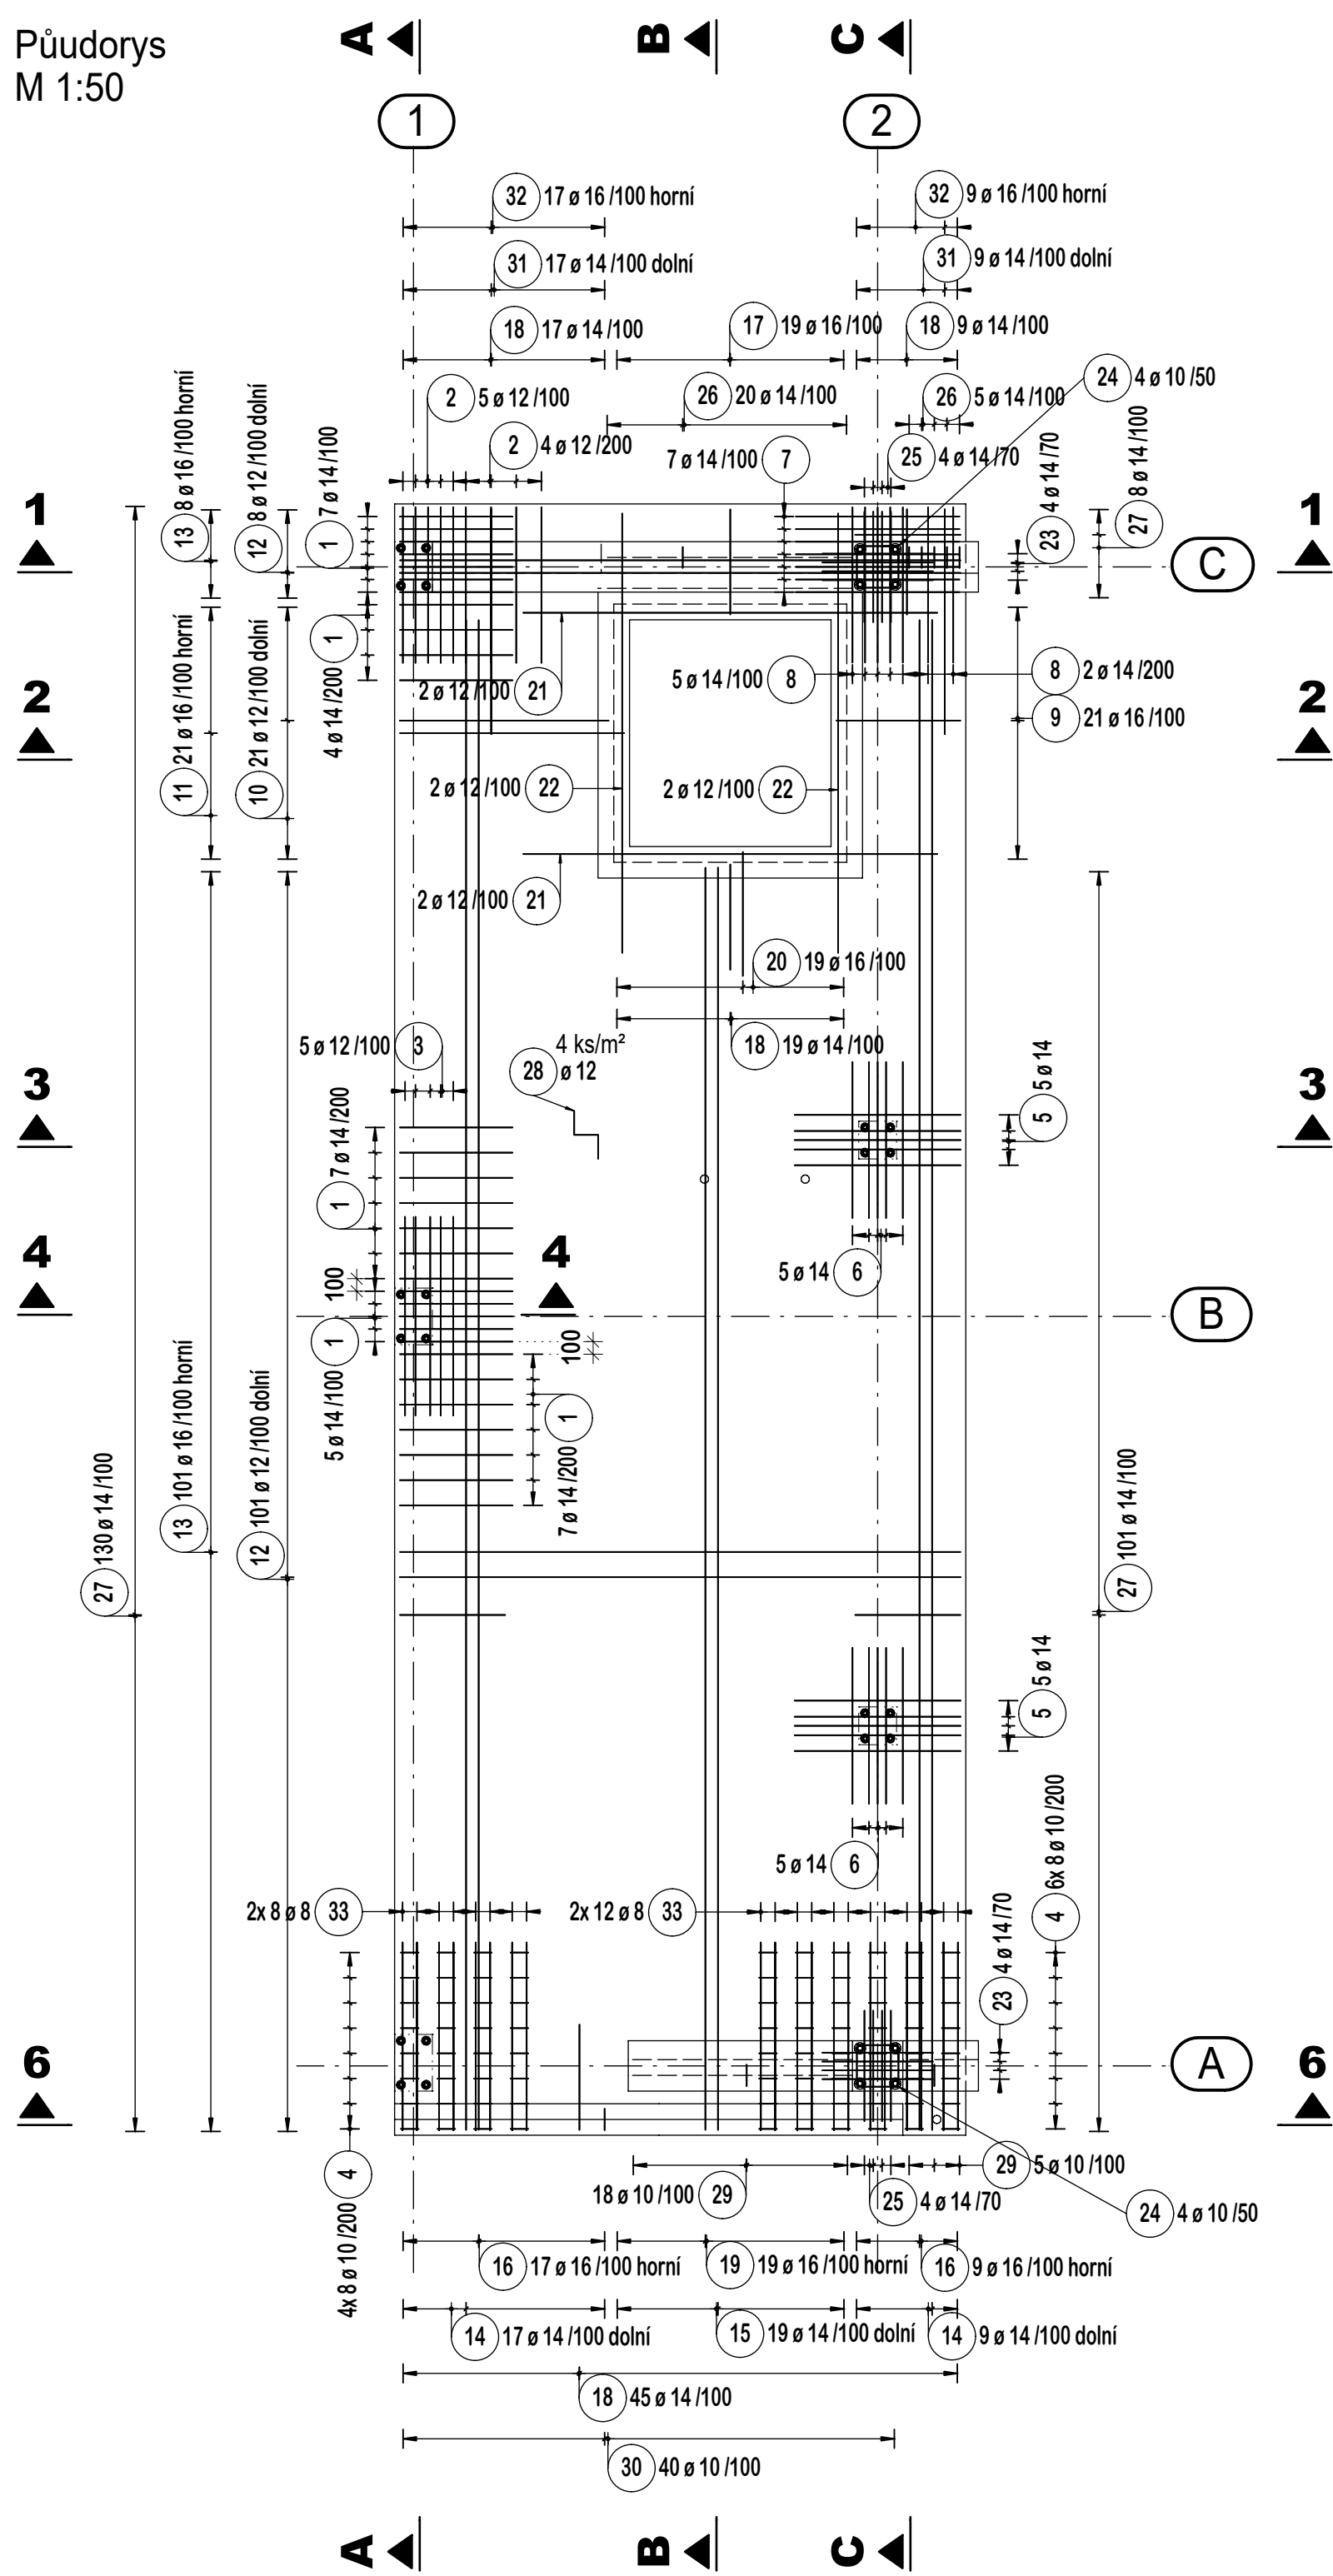 Půudorys
M 1:50
A
B
C
1
2
32 17 ø 16 /100 horní
32 9 ø 16 /100 horní
31 17 ø 14 /100 dolní
31 9 ø 14 /100 dolní
18 17 ø 14 /100
17 19 ø 16 /100
18 9 ø 14 /100
24 4 ø 10 /50
2 5 ø 12 /100
26 20 ø 14 /100
26 5 ø 14 /100
2 4 ø 12 /200
7 ø 14 /100 7
25 4 ø 14 /70
13 8 ø 16 /100 horní
12 8 ø 12 /100 dolní
1 7 ø 14 /100
23 4 ø 14 /70
27 8 ø 14 /100
1
1
C
1
4 ø 14 /200
11 21 ø 16 /100 horní
10 21 ø 12 /100 dolní
2 ø 12 /100 21
5 ø 14 /100 8
8 2 ø 14 /200
9 21 ø 16 /100
2
2
2 ø 12 /100 22
2 ø 12 /100 22
2 ø 12 /100 21
20 19 ø 16 /100
18 19 ø 14 /100
5 ø 12 /100 3
4 ks/m²
28 ø 12
3
3
5 5 ø 14
1 7 ø 14 /200
5 ø 14 6
4
4
100
B
1
5 ø 14 /100
100
1
7 ø 14 /200
27 130 ø 14 /100
13 101 ø 16 /100 horní
12 101 ø 12 /100 dolní
27 101 ø 14 /100
5 5 ø 14
5 ø 14 6
2x 8 ø 8 33
2x 12 ø 8 33
4 6x 8 ø 10 /200
23 4 ø 14 /70
6
6
A
4
4x 8 ø 10 /200
18 ø 10 /100 29
25 4 ø 14 /70
29 5 ø 10 /100
24 4 ø 10 /50
16 17 ø 16 /100 horní
19 19 ø 16 /100 horní
16 9 ø 16 /100 horní
14 17 ø 14 /100 dolní
15 19 ø 14 /100 dolní
14 9 ø 14 /100 dolní
18 45 ø 14 /100
30 40 ø 10 /100
A
B
C